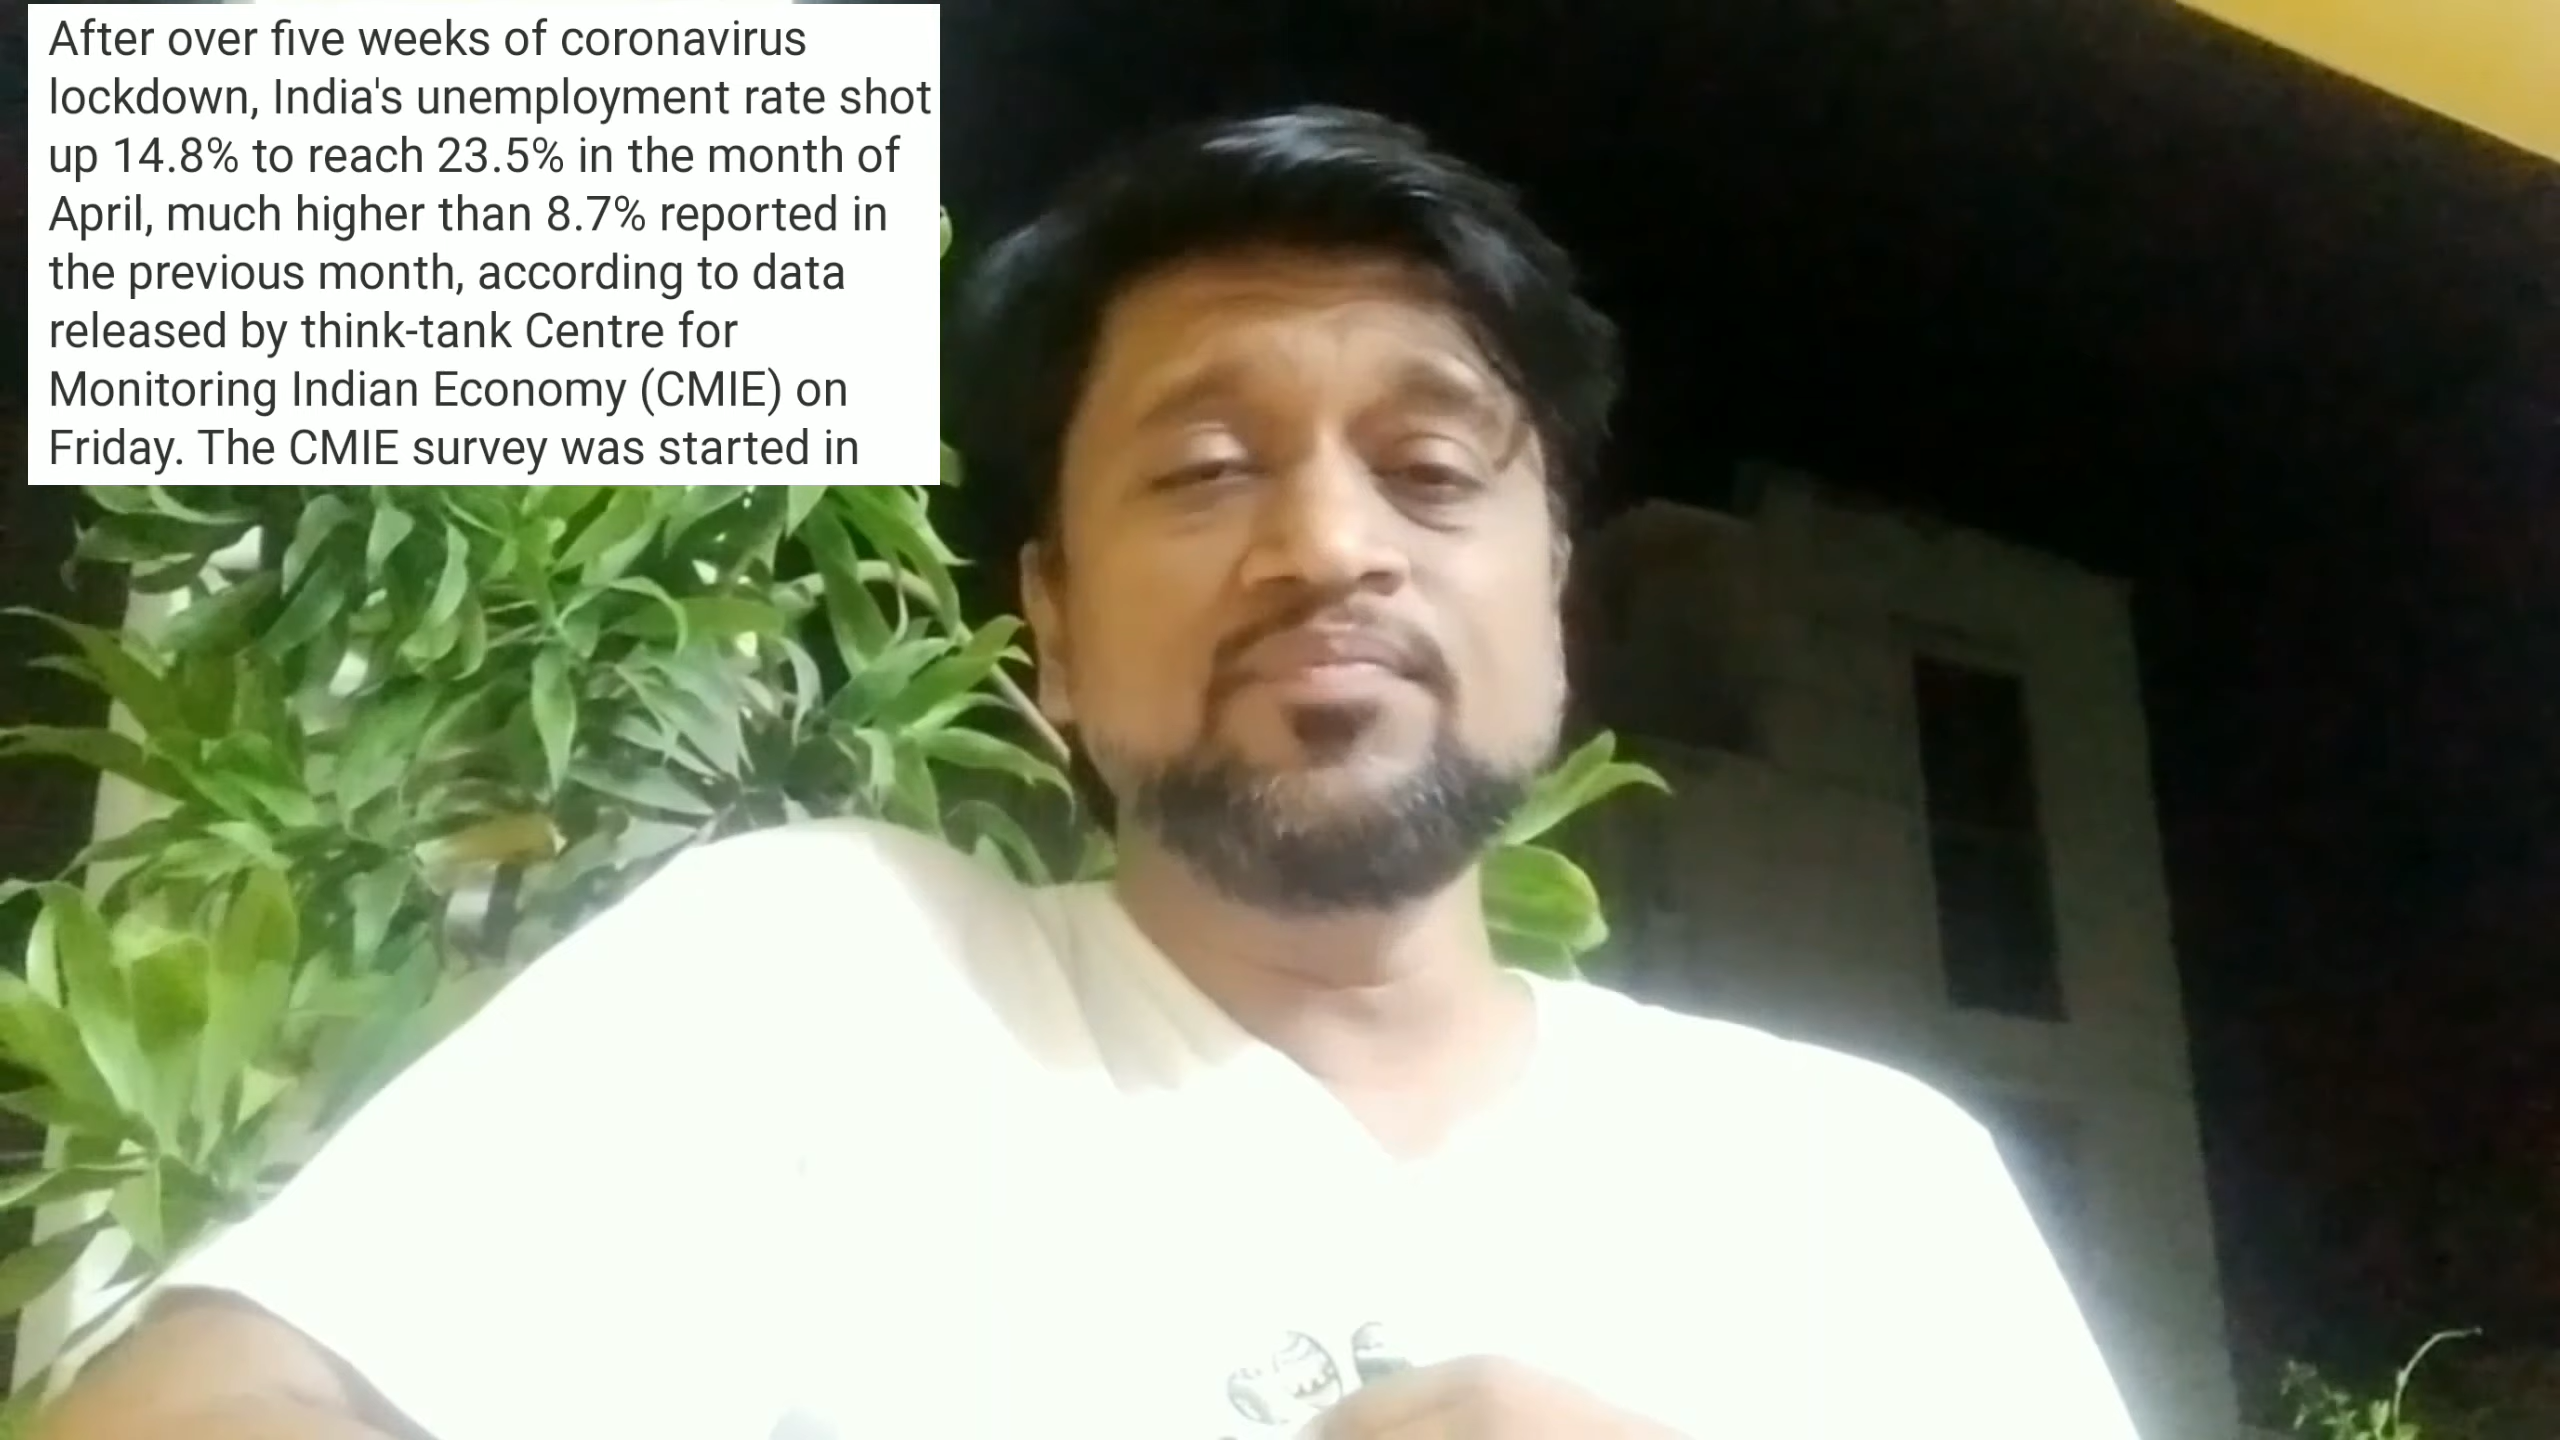 After over five weeks of coronavirus
lockdown, India's unemployment rate shot
up 14.8% to reach 23.5% in the month of
April, much higher than 8.7% reported in
the previous month, according to data
released by think-tank Centre for
Monitoring Indian Economy (CMIE) on
Friday. The CMIE survey was started in